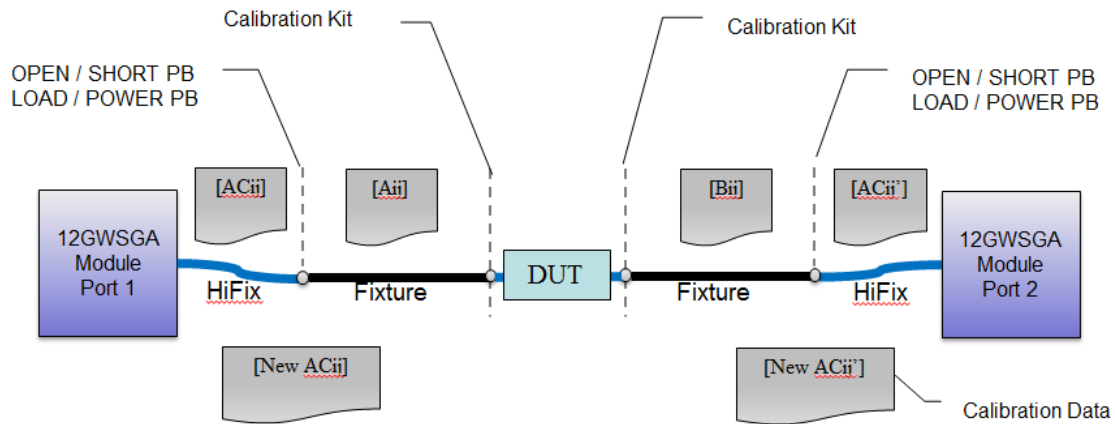 Calibration Kit
Calibration Kit
OPEN / SHORT PB
LOAD / POWER PB
OPEN / SHORT PB
LOAD / POWER PB
[ACii]
[Aii]
[Bii]
[ACii’]
12GWSGA
Module
Port 1
HiFix
Fixture
DUT
Fixture
HiFix
12GWSGA
Module
Port 2
[New ACii]
[New ACii’]
Calibration Data